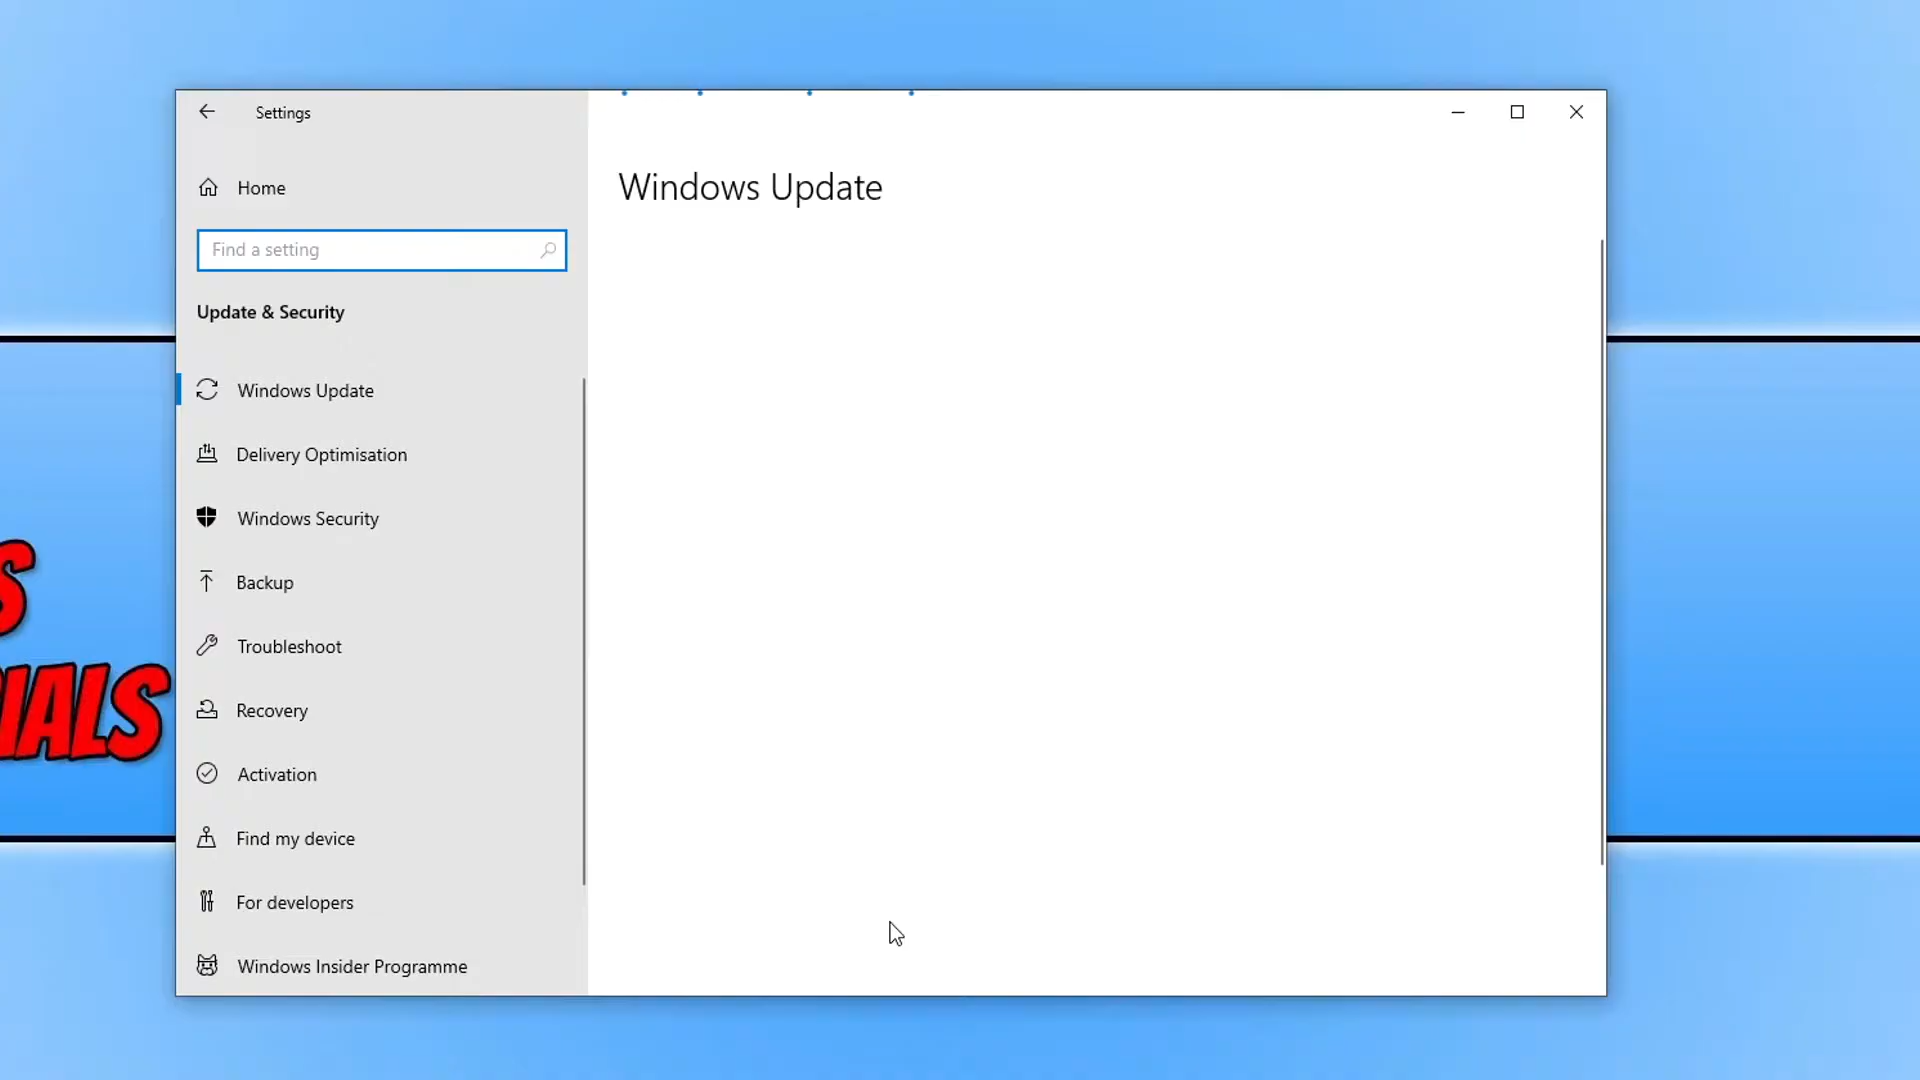 Settings
Home
Find a setting
Update & Security
Windows Update
Delivery Optimisation
Windows Security
Backup
Troubleshoot
Recovery
Activation
Find my device
For developers
Windows Insider Programme
Windows Update
S
IALS